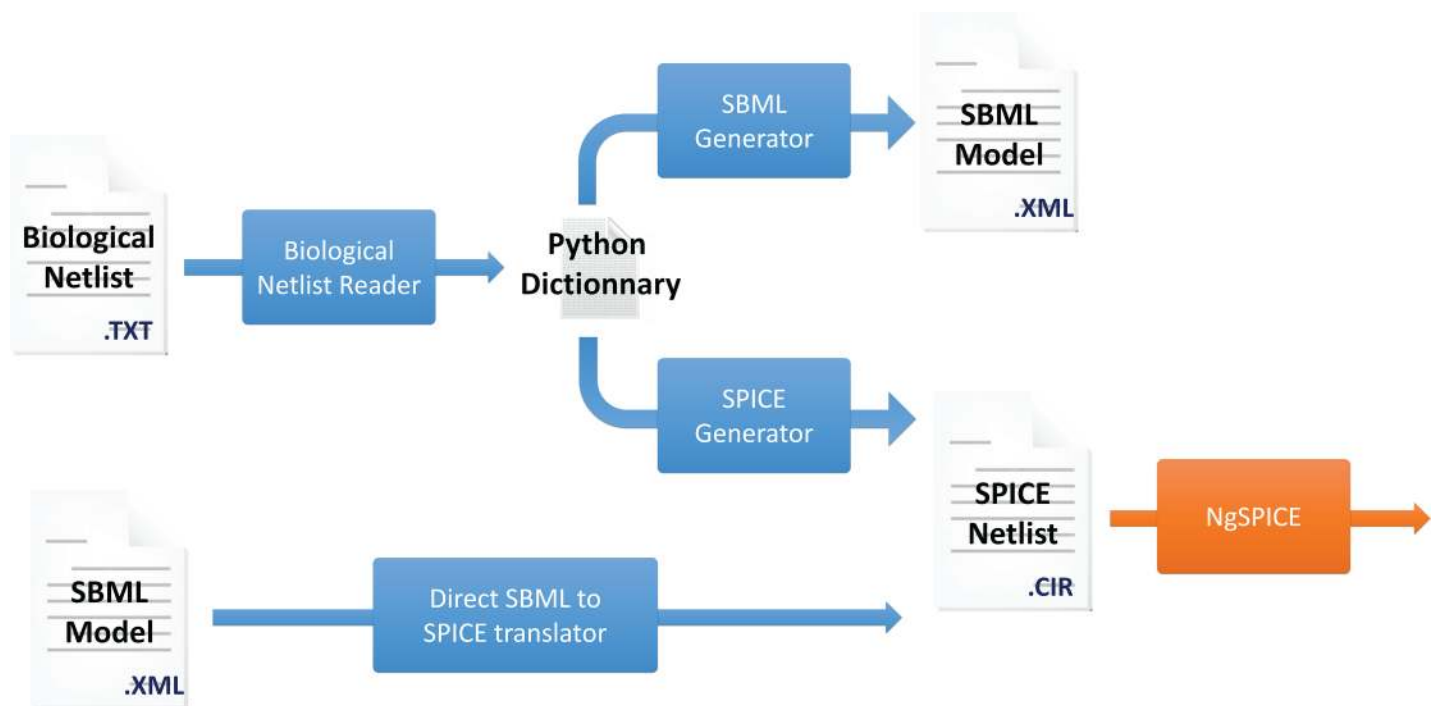 SBML
Generator
SBML
Model
.XML
Biological
Netlist
.TXT
Biological
Netlist Reader
Python
Dictionnary
SPICE
Generator
SPICE
Netlist
.CIR
NgSPICE
SBML
Model
.XML
Direct SBML to
SPICE translator